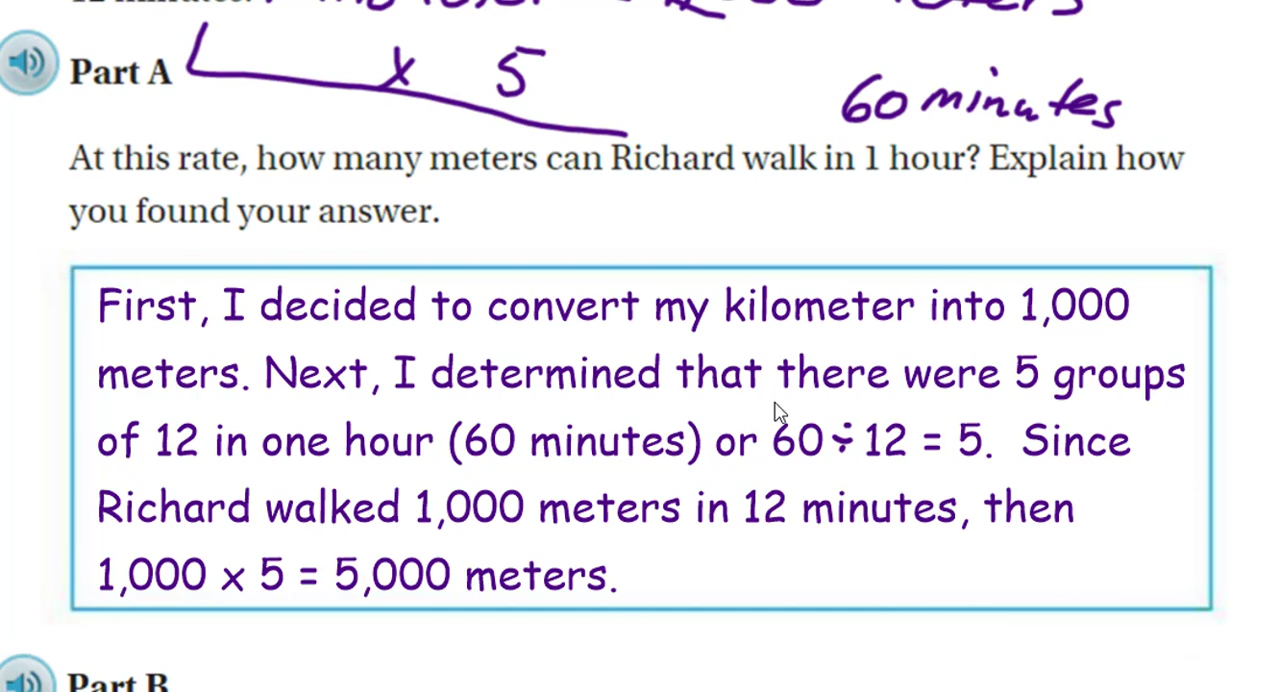 Part A
x 5
60 minutes
At this rate, how many meters can Richard walk in 1 hour? Explain how
you found your answer.
First, I decided to convert my kilometer into 1,000
meters. Next, I determined that there were 5 groups
of 12 in one hour (60 minutes) or 60 ÷ 12 = 5. Since
Richard walked 1,000 meters in 12 minutes, then
1,000 x 5 = 5,000 meters.
Part B